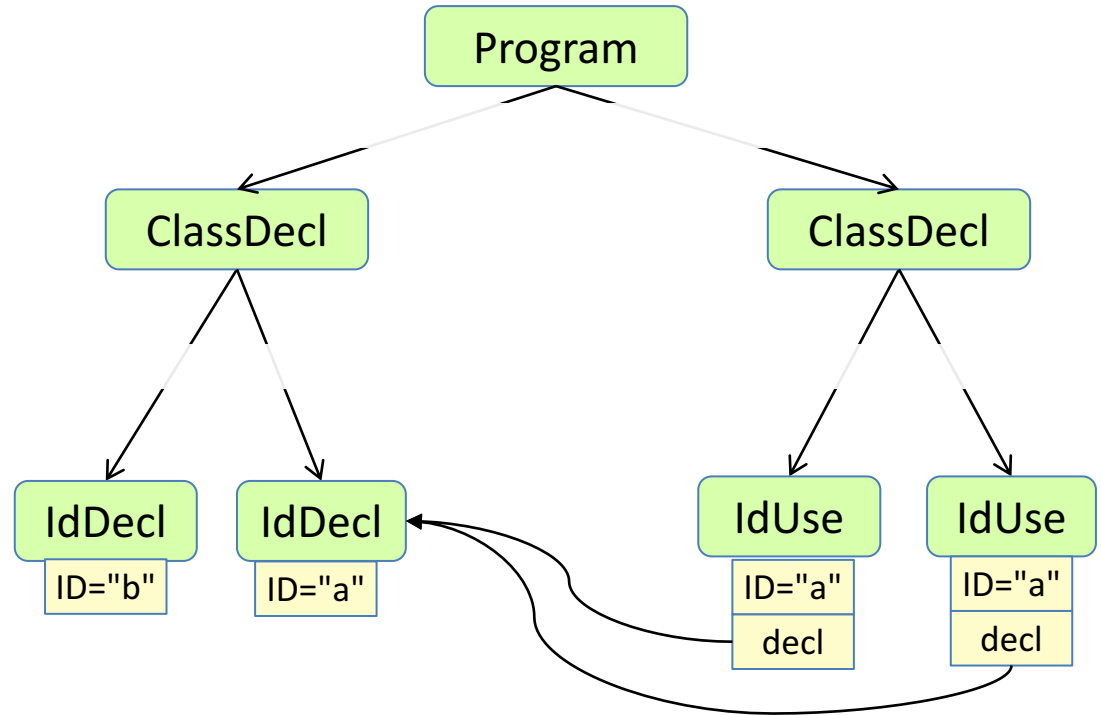 Program
ClassDecl
ClassDecl
IdDecl
IdDecl
IdUse
IdUse
ID="b"
ID="a"
ID="a"
ID="a"
decl
decl